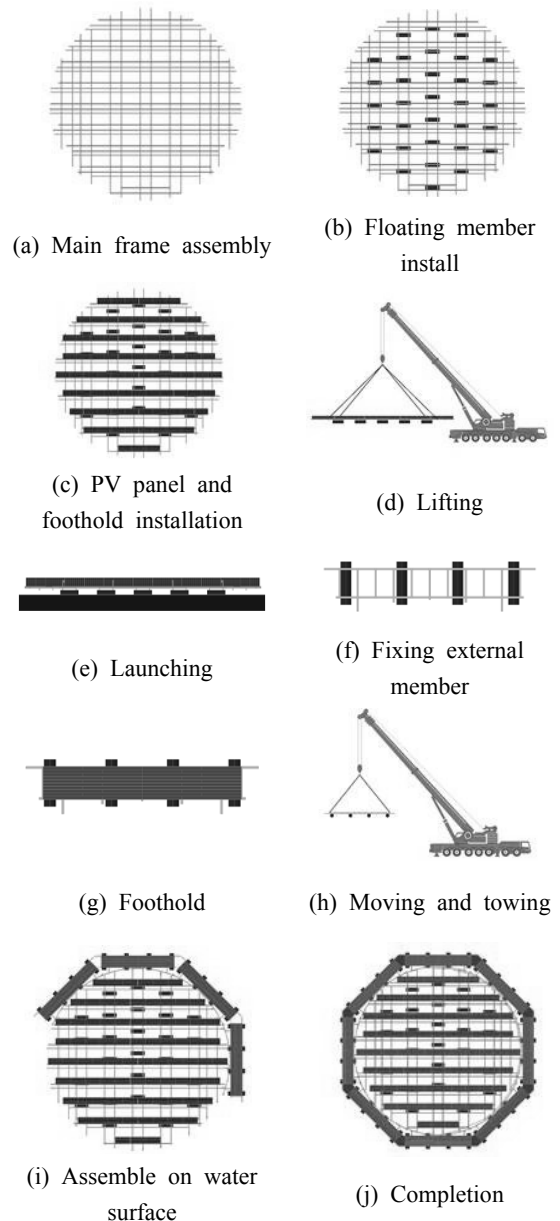 (a) Main frame assembly
(b) Floating member
install
(c) PV panel and
foothold installation
(d) Lifting
(e) Launching
(f) Fixing external
member
(g) Foothold
(h) Moving and towing
(i) Assemble on water
surface
(j) Completion